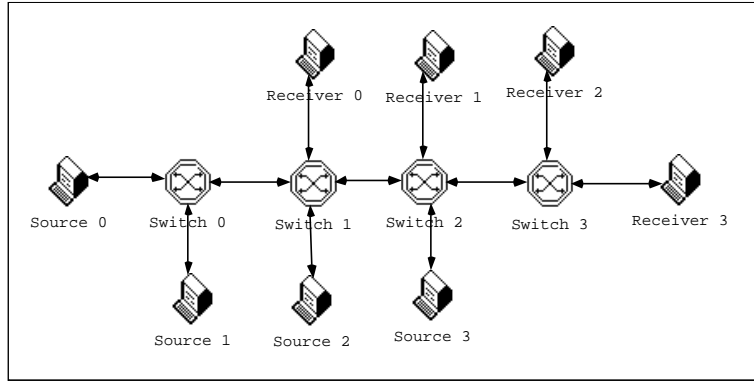 Receiver 0
Receiver 1
Receiver 2
Source 0
Switch 0
Switch 1
Switch 2
Switch 3
Receiver 3
Source 1
Source 2
Source 3